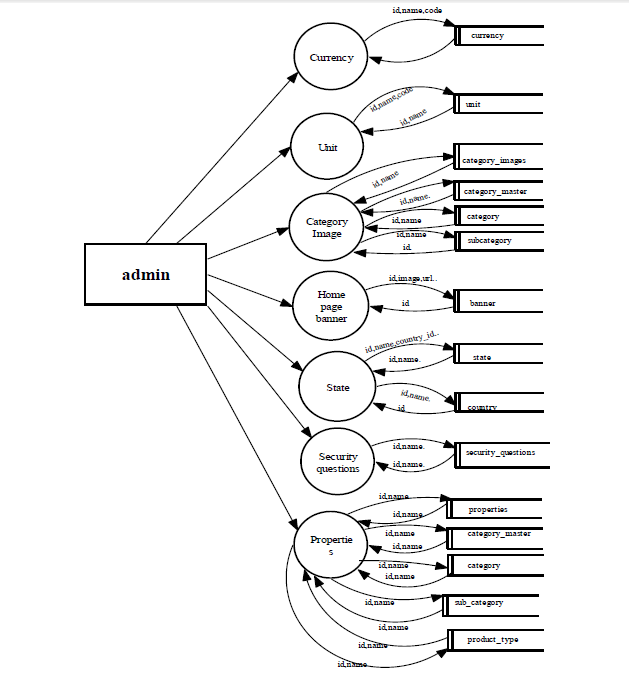 id,name,code
currency
Currency
id,name,code
unit
id,name
Unit
category_images
id,name
category_master
id,name.
category
id,name
Category
Image
id,name
subcategory
id.
admin
id,image,url..
Home
page
banner
id
banner
id,name,country_id..
state
id,name.
State
id,name.
id
country
id,name.
Security
questions
security_questions
id,name.
id,name
properties
id,name
Propertie
s
id,name
category_master
id,name
id,name
category
id,name
id,name
sub_category
id,name
product_type
id,name
id,name..